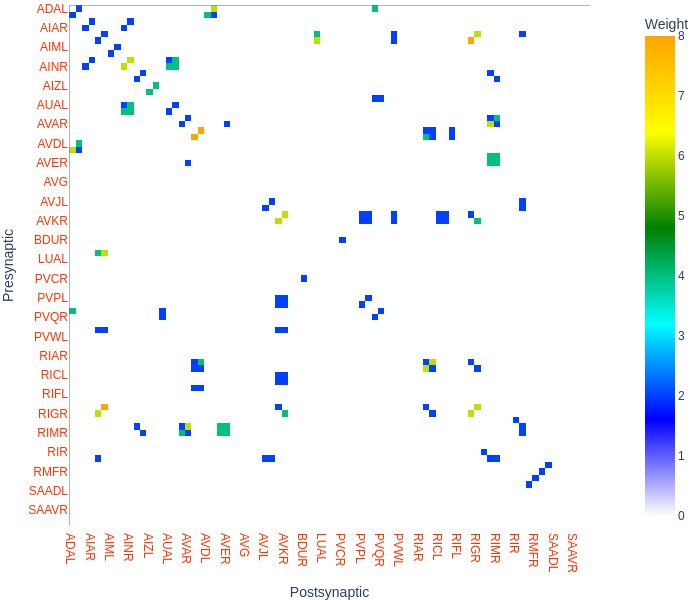 Weight
8
7
6
5
4
3
2
1
0
Presynaptic
ADAL
AIAR
AIML
AINR
AIZL
AUAL
AVAR
AVDL
AVER
AVG
AVJL
AVKR
BDUR
LUAL
PVCR
PVPL
PVQR
PVWL
RIAR
RICL
RIFL
RIGR
RIMR
RIR
RMFR
SAADL
SAAVR
ADAL
AIAR
AIML
AINR
AIZL
AUAL
AVAR
AVDL
AVER
AVG
AVJL
AVKR
BDUR
LUAL
PVCR
PVPL
PVQR
PVWL
RIAR
RICL
RIFL
RIGR
RIMR
RIR
RMFR
SAADL
SAAVR
Postsynaptic